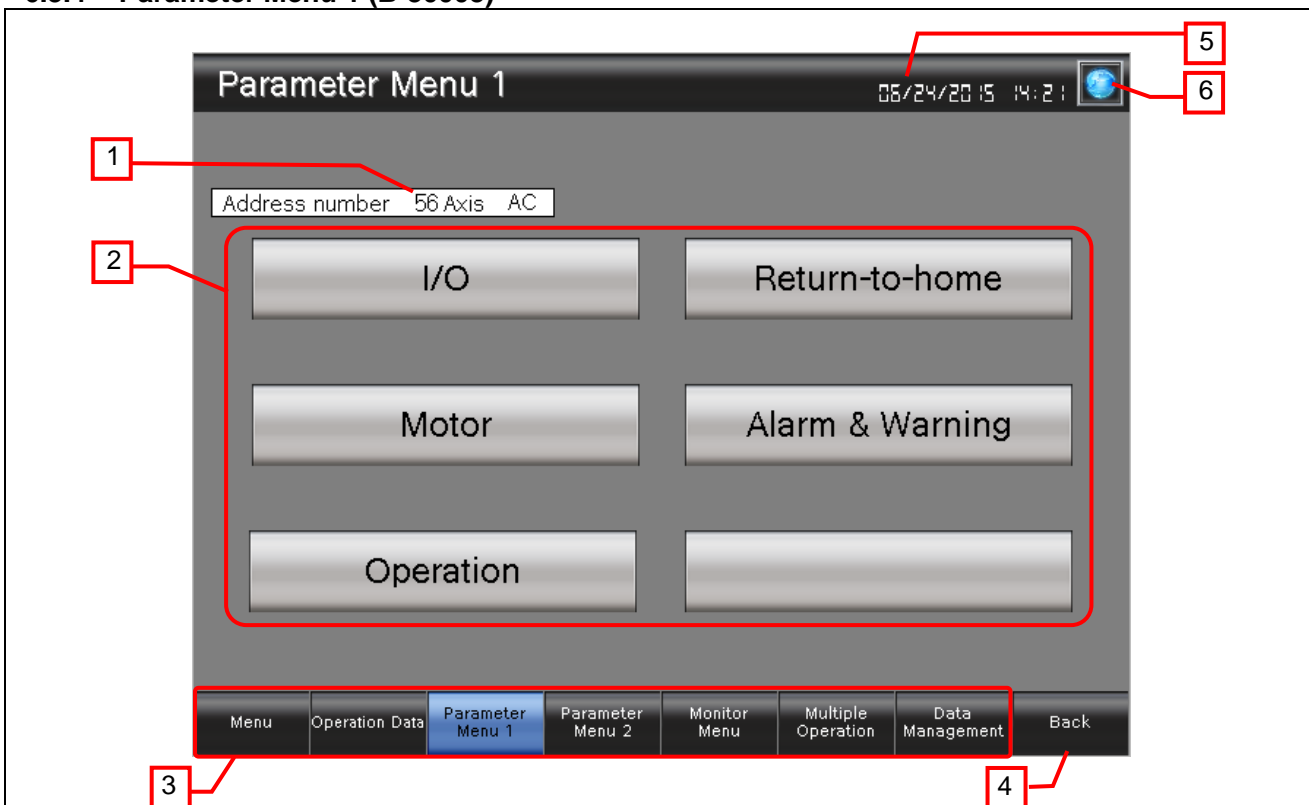 Parameter Menu 1
06/24/2015 14:21
5
6
1
Address number 56 Axis AC
2
I/O
Return-to-home
Motor
Alarm & Warning
Operation
Menu
Operation Data
Parameter
Menu 1
Parameter
Menu 2
Monitor
Menu
Multiple
Operation
Data
Management
Back
3
4